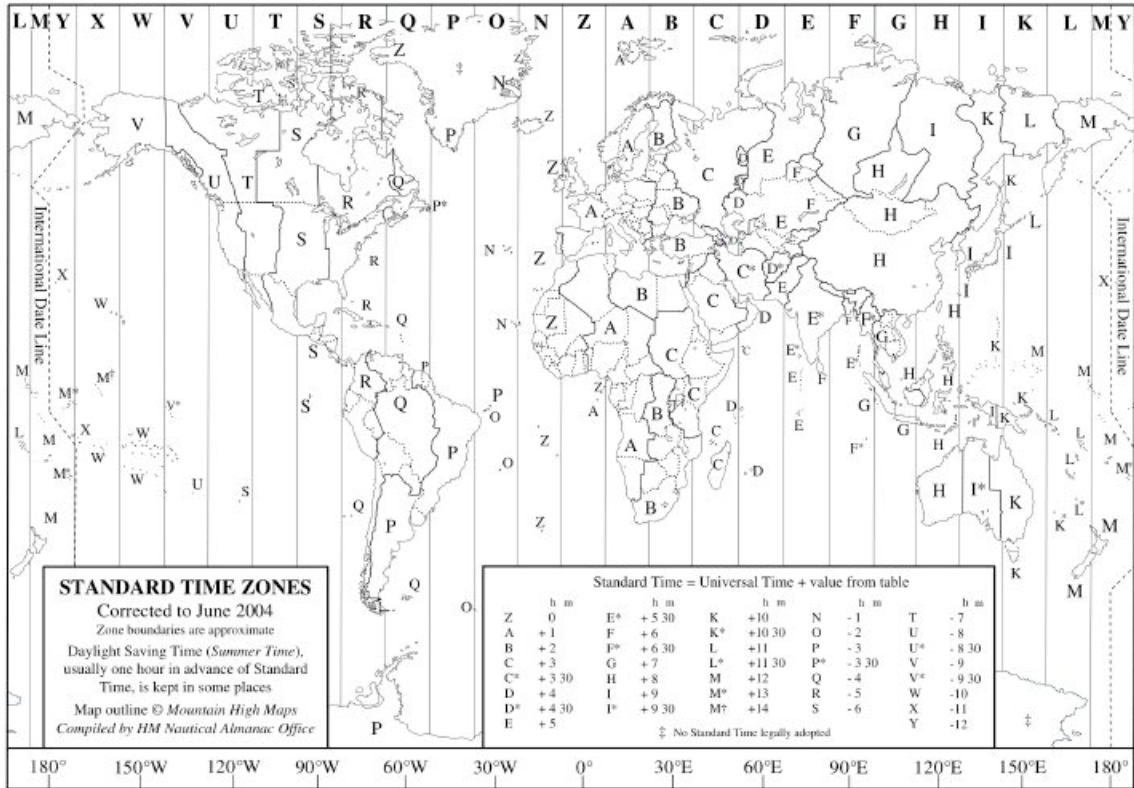 L M Y X W V U T S R Q P O N Z A B C D E F G H I K L M Y
International Date Line
International Date Line
STANDARD TIME ZONES
Corrected to June 2004
Zone boundaries are approximate
Daylight Saving Time (Summer Time),
usually one hour in advance of Standard
Time, is kept in some places
Map outline © Mountain High Maps
Compiled by HM Nautical Almanac Office
Standard Time = Universal Time + value from table
h m h m h m h m h m
Z 0 E* + 5 30 K +10 N - 1 T - 7
A + 1 F + 6 K* +10 30 O - 2 U - 8
B + 2 F* + 6 30 L +11 P - 3 U* - 8 30
C + 3 G + 7 L* +11 30 P* - 3 30 V - 9
C* + 3 30 H + 8 M +12 Q - 4 V* - 9 30
D + 4 I + 9 M* +13 R - 5 W -10
D* + 4 30 I* + 9 30 M† +14 S - 6 X -11
E + 5 Y -12
‡ No Standard Time legally adopted
180° 150°W 120°W 90°W 60°W 30°W 0° 30°E 60°E 90°E 120°E 150°E 180°